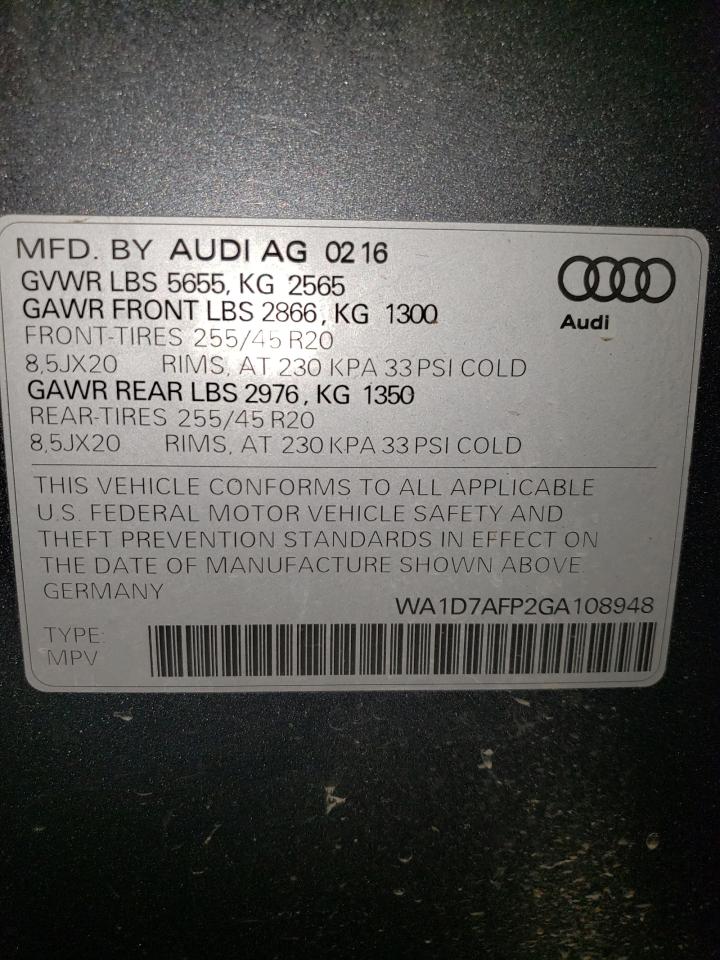 MFD. BY AUDI AG 0216
GVWR LBS 5655, KG 2565
GAWR FRONT LBS 2866, KG 1300
FRONT-TIRES 255/45 R20
8,5JX20 RIMS, AT 230 KPA 33PSI COLD
GAWR REAR LBS 2976, KG 1350
REAR-TIRES 255/45 R20
8,5JX20 RIMS, AT 230 KPA 33 PSI COLD
Audi
THIS VEHICLE CONFORMS TO ALL APPLICABLE
U.S. FEDERAL MOTOR VEHICLE SAFETY AND
THEFT PREVENTION STANDARDS IN EFFECT ON
THE DATE OF MANUFACTURE SHOWN ABOVE.
GERMANY
WA1D7AFP2GA108948
TYPE:
MPV